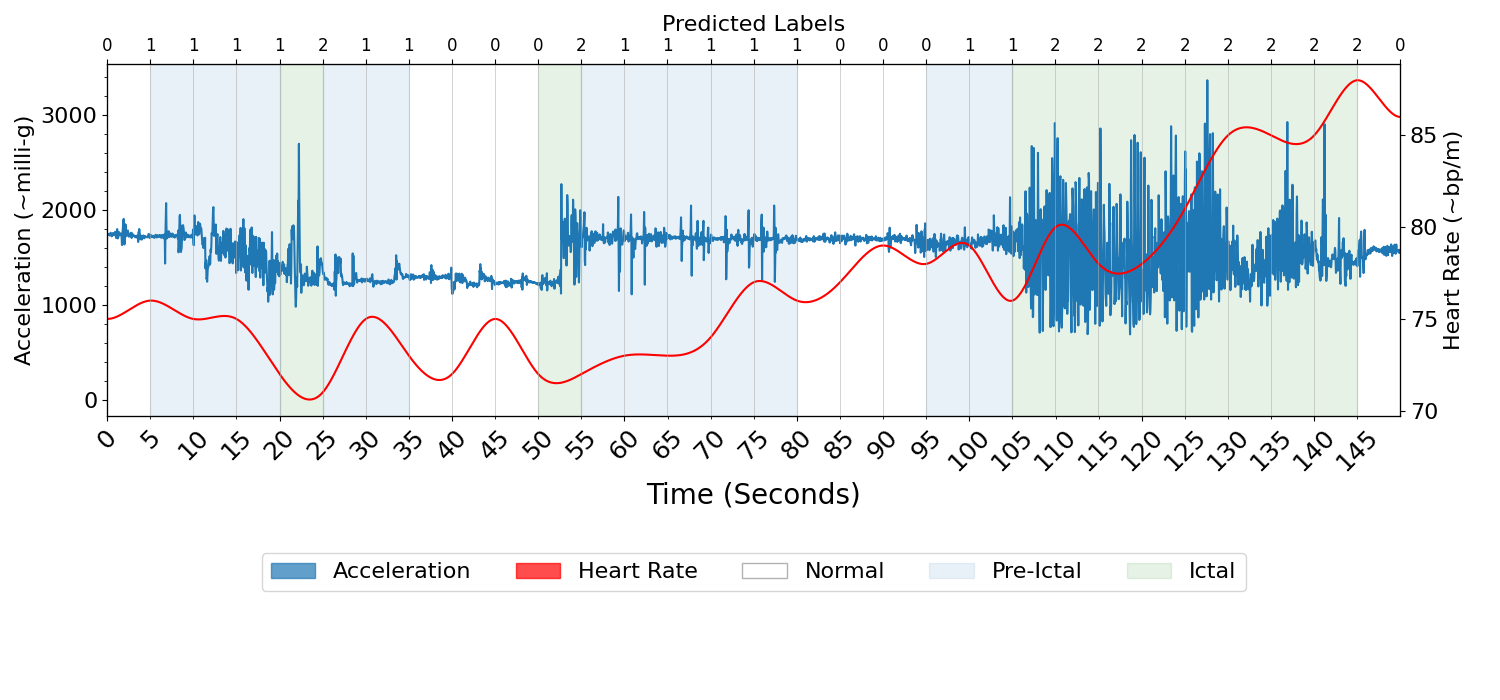 Predicted Labels
0 1 1 1 1 2 1 1 0 0 0 2 1 1 1 1 1 0 0 0 1 1 2 2 2 2 2 2 2 2 0
3000
2000
1000
0
Acceleration (~milli-g)
85
80
75
70
Heart Rate (~bp/m)
0 5 10 15 20 25 30 35 40 45 50 55 60 65 70 75 80 85 90 95 100 105 110 115 120 125 130 135 140 145
Time (Seconds)
Acceleration Heart Rate Normal Pre-Ictal Ictal